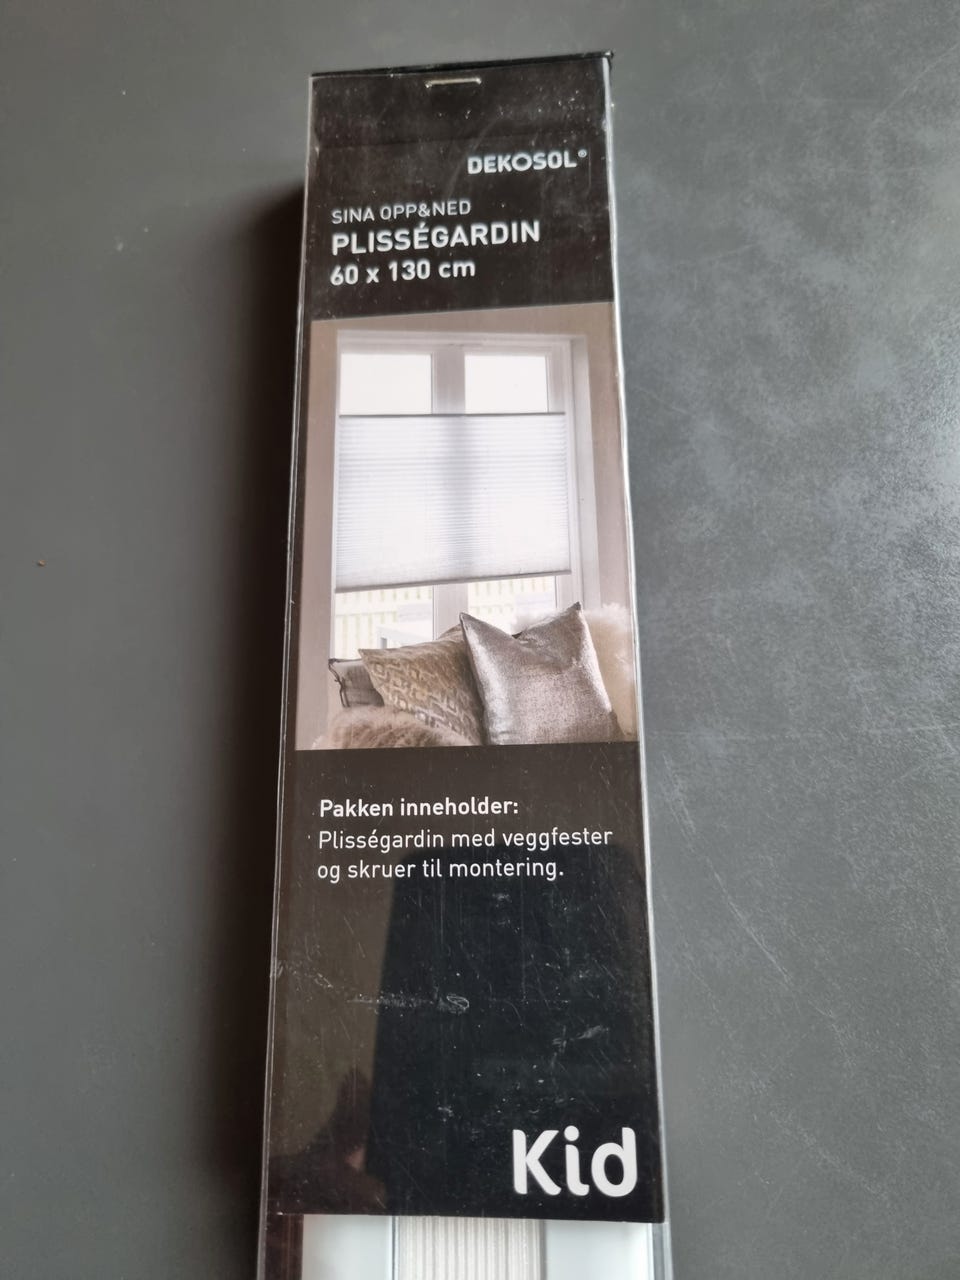 DEKOSOL®
SINA OPP&NED
PLISSÉGARDIN
60 x 130 cm
Pakken inneholder:
Plisségardin med veggfester
og skruer til montering.
Kid